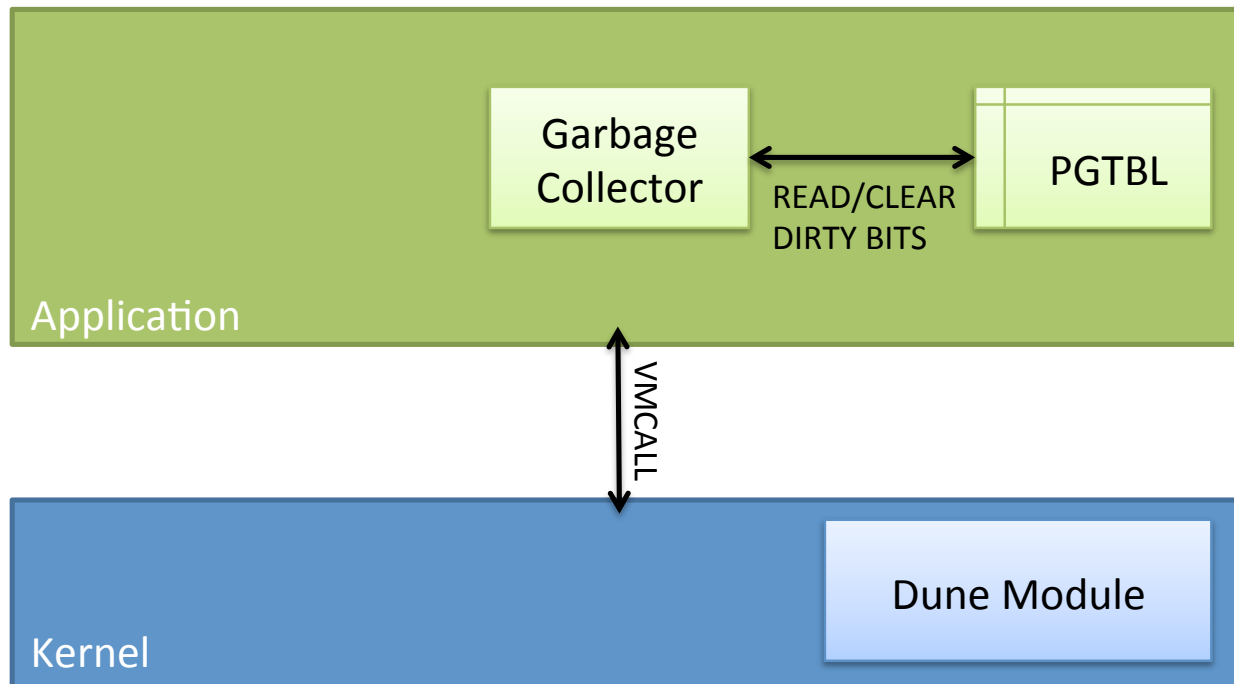 Garbage
Collector
PGTBL
READ/CLEAR
DIRTY BITS
Application
VMCALL
Dune Module
Kernel